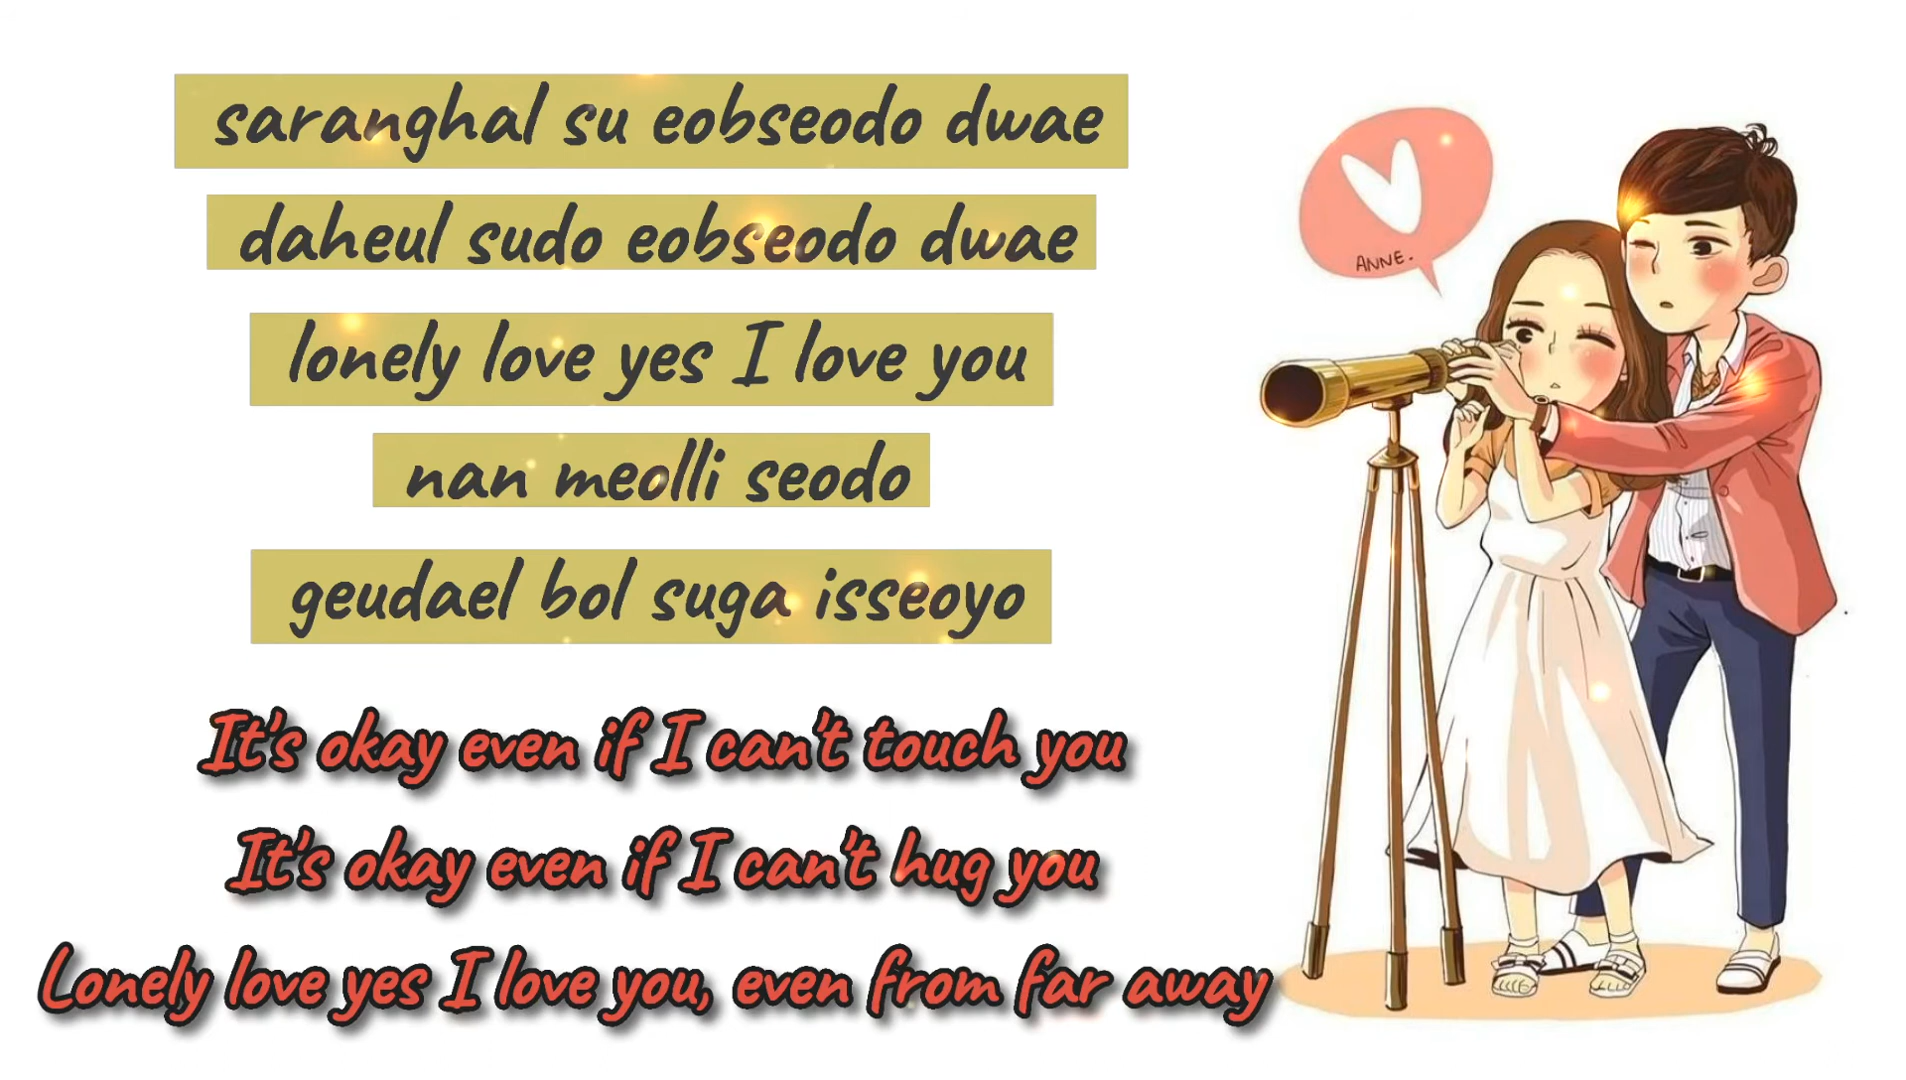 saranghal su eobseodo dwae
daheul sudo eobseodo dwae
lonely love yes I love you
nan meolli seodo
geudael bol suga isseoyo
It's okay even if I can't touch you
It's okay even if I can't hug you
Lonely love yes I love you, even from far away
ANNE.